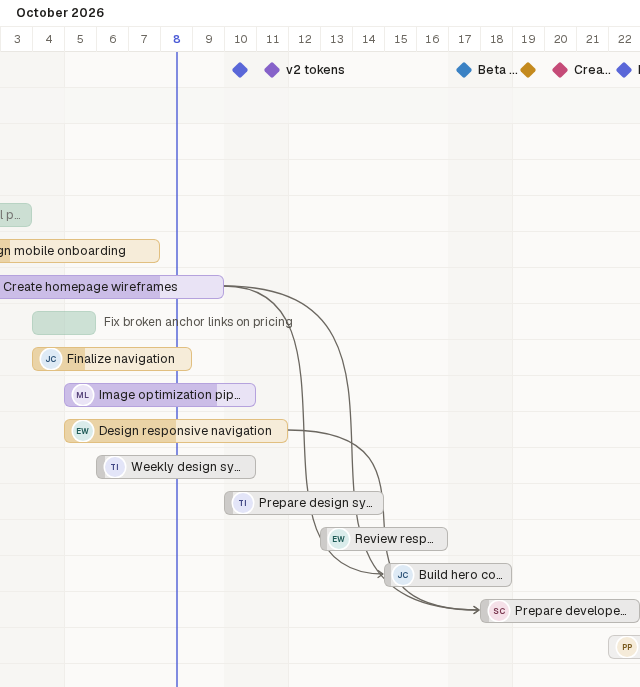 October 2026
3 4 5 6 7 8 9 10 11 12 13 14 15 16 17 18 19 20 21 22
v2 tokens Beta ... Crea...
l p...
gn mobile onboarding
Create homepage wireframes
Fix broken anchor links on pricing
JC Finalize navigation
ML Image optimization pip...
EW Design responsive navigation
TI Weekly design sy...
TI Prepare design sy...
EW Review resp...
JC Build hero co...
SC Prepare develope...
PP